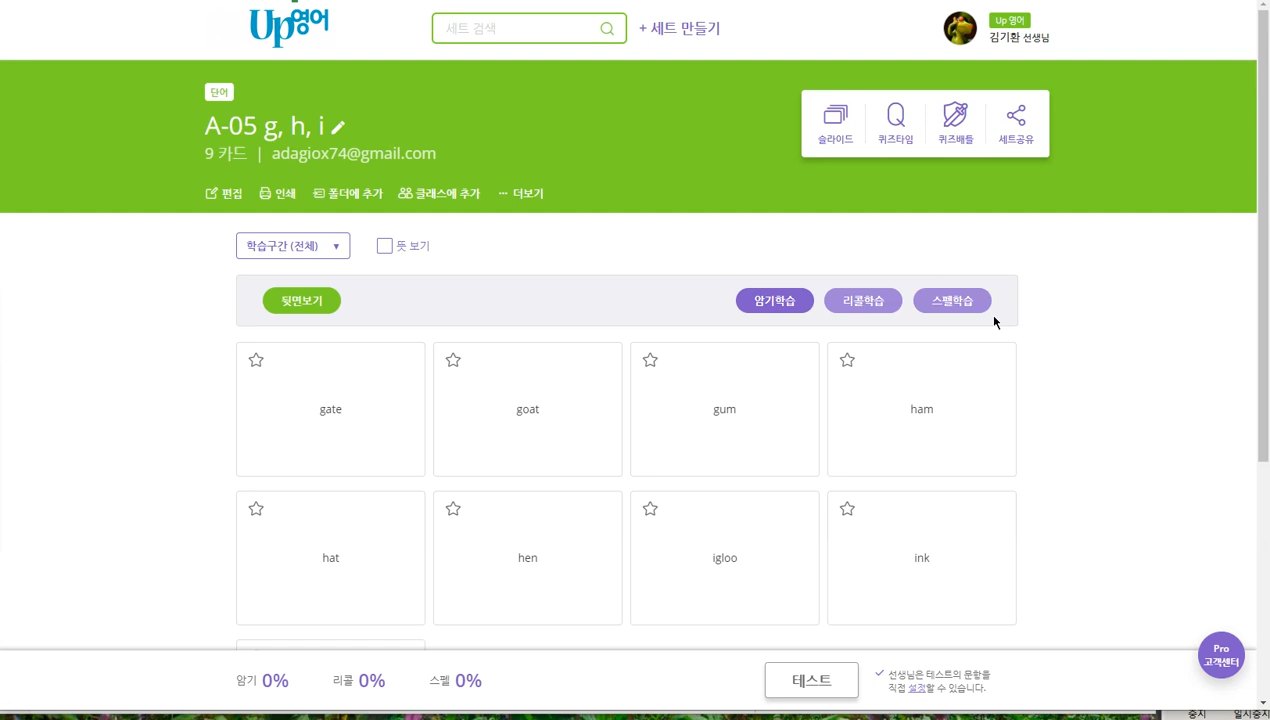 Up영어
세트 검색
+ 세트 만들기
Up 영어
김기환 선생님
단어
A-05 g, h, i
9 카드 | adagiox74@gmail.com
슬라이드
퀴즈타임
퀴즈배틀
세트공유
편집
인쇄
폴더에 추가
클래스에 추가
··· 더보기
학습구간 (전체) ▼
뜻 보기
뒷면보기
암기학습
리콜학습
스펠학습
gate
goat
gum
ham
hat
hen
igloo
ink
암기 0%
리콜 0%
스펠 0%
테스트
선생님은 테스트의 문항을
직접 설정할 수 있습니다.
Pro
고객센터
중지
일시중지